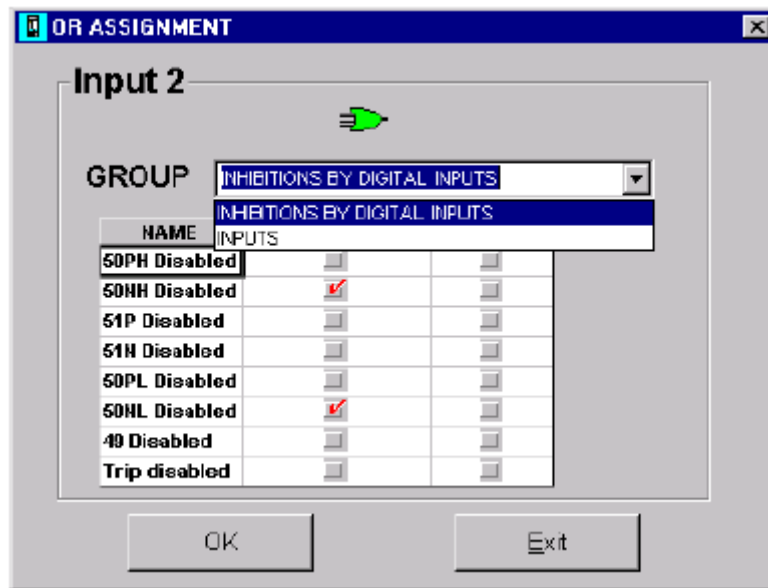 OR ASSIGNMENT
Input 2
GROUP INHIBITIONS BY DIGITAL INPUTS
INHIBITIONS BY DIGITAL INPUTS
INPUTS
NAME
50PH Disabled
50NH Disabled
51P Disabled
51N Disabled
50PL Disabled
50NL Disabled
49 Disabled
Trip disabled
OK Exit